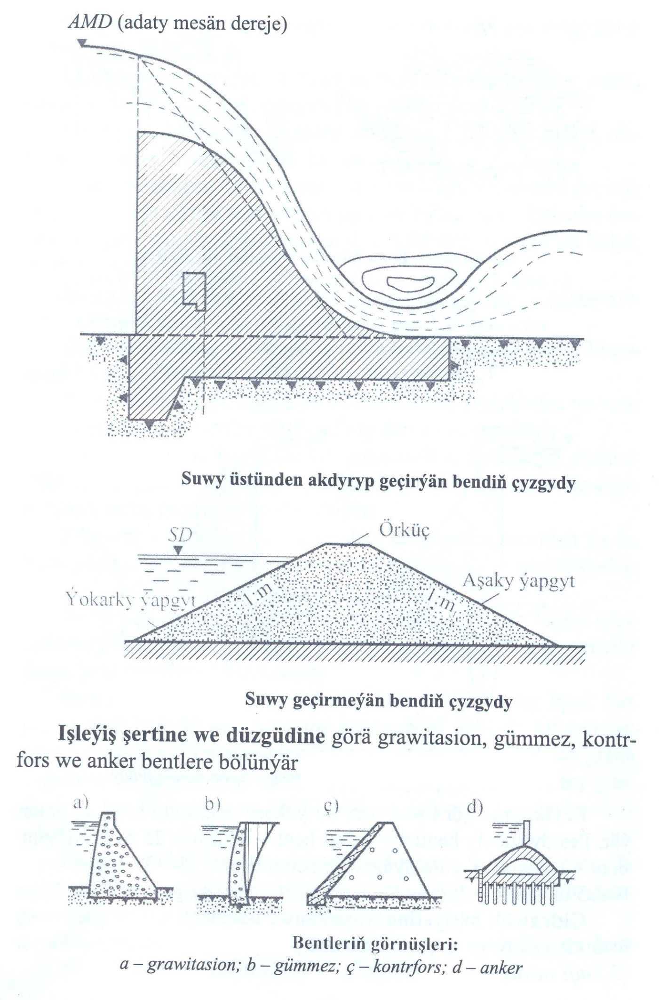 AMD (adaty mesän dereje)
Suwy üstünden akdyryp geçirýän bendiň çyzgydy
SD
Örküç
Aşaky ýapgyt
Ýokarky ýapgyt
1:m
1:m
Suwy geçirmeýän bendiň çyzgydy
Işleýiş şertine we düzgüdine görä grawitasion, gümmez, kontr-
fors we anker bentlere bölünýär
a) b) ç) d)
Bentleriň görnüşleri:
a – grawitasion; b – gümmez; ç – kontrfors; d – anker